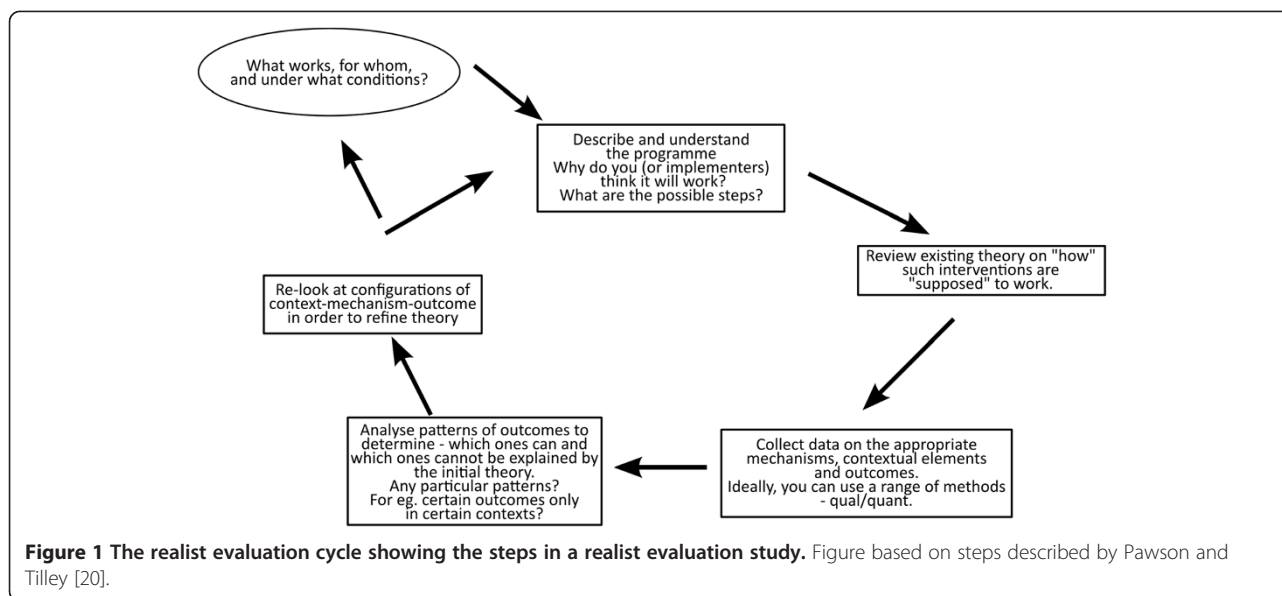 What works, for whom,
and under what conditions?
Describe and understand
the programme
Why do you (or implementers)
think it will work?
What are the possible steps?
Review existing theory on "how"
such interventions are
"supposed" to work.
Collect data on the appropriate
mechanisms, contextual elements
and outcomes.
Ideally, you can use a range of methods
- qual/quant.
Analyse patterns of outcomes to
determine - which ones can and
which ones cannot be explained by
the initial theory.
Any particular patterns?
For eg. certain outcomes only
in certain contexts?
Re-look at configurations of
context-mechanism-outcome
in order to refine theory
Figure 1 The realist evaluation cycle showing the steps in a realist evaluation study. Figure based on steps described by Pawson and
Tilley [20].